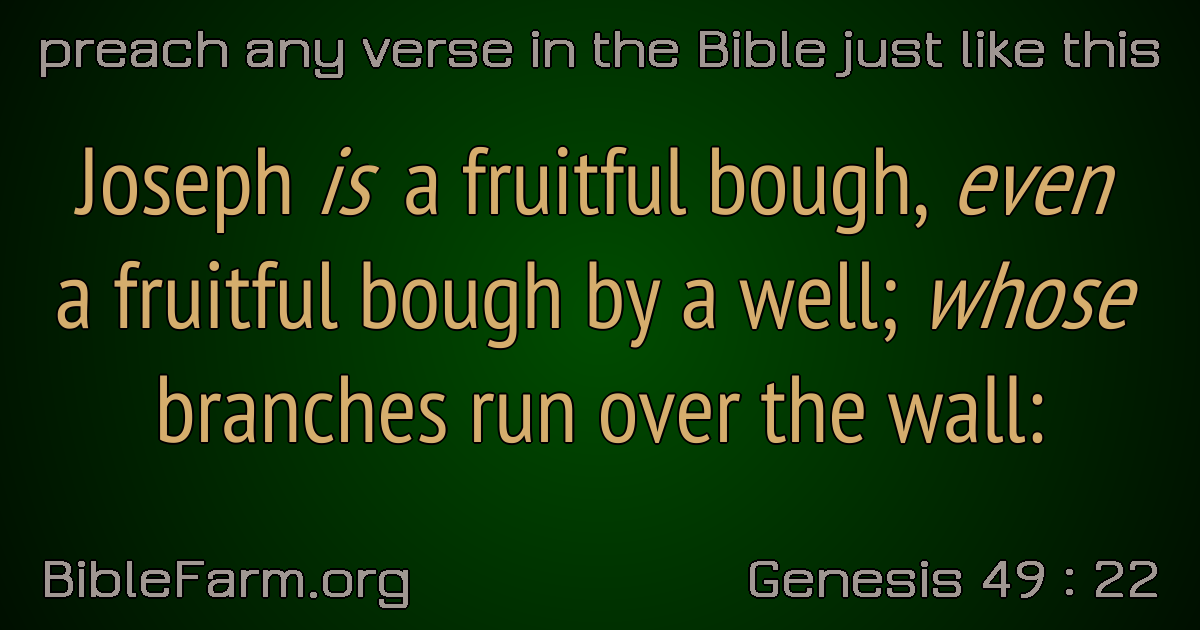 preach any verse in the Bible just like this
Joseph is a fruitful bough, even
a fruitful bough by a well; whose
branches run over the wall:
BibleFarm.org
Genesis 49 : 22